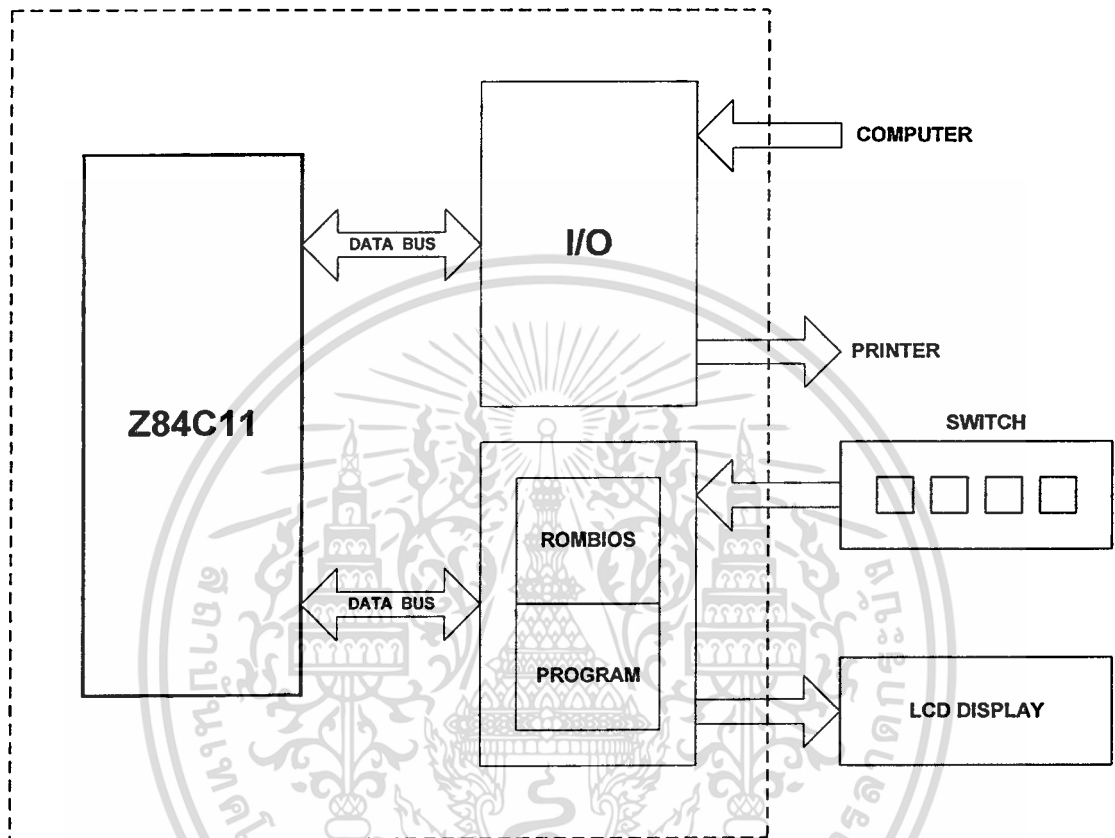 COMPUTER
DATA BUS
I/O
PRINTER
Z84C11
SWITCH
ROMBIOS
DATA BUS
PROGRAM
LCD DISPLAY